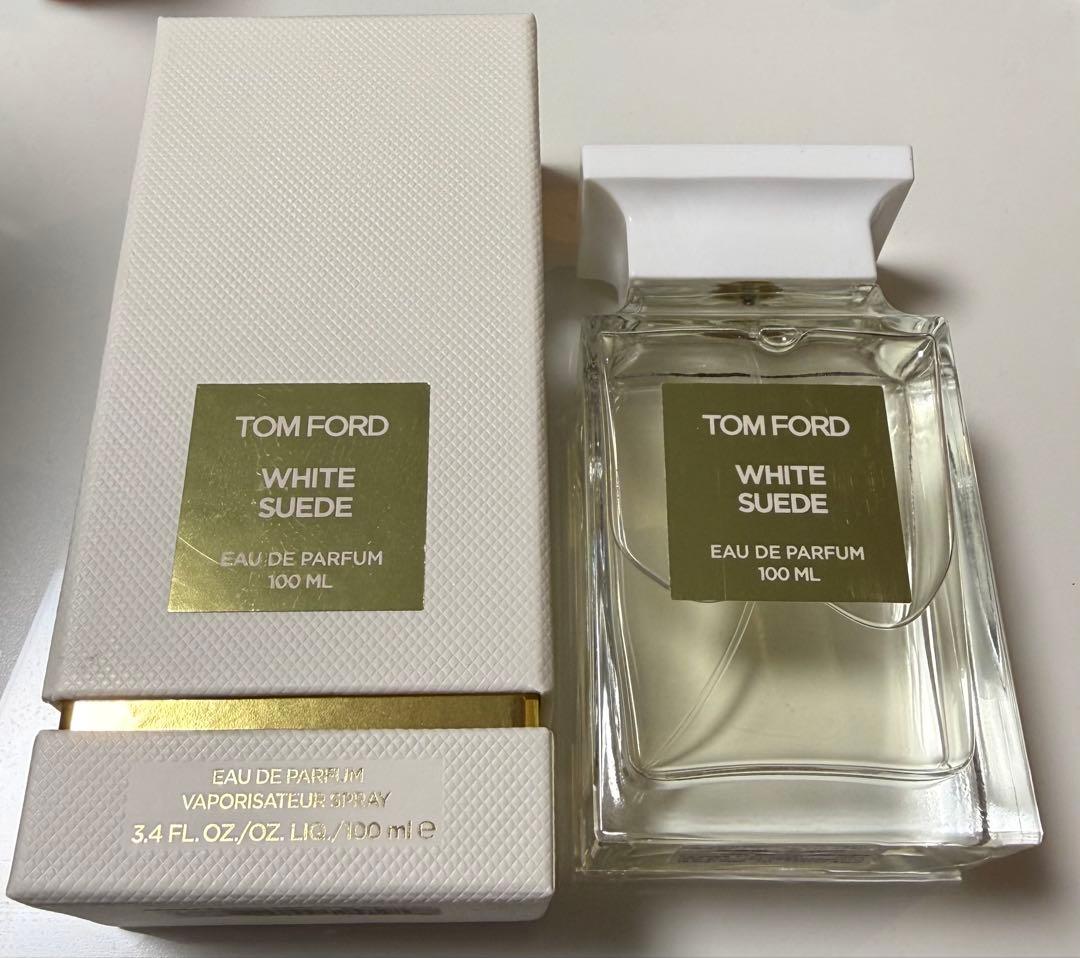 TOM FORD
WHITE
SUEDE
EAU DE PARFUM
100 ML
EAU DE PARFUM
VAPORISATEUR SPRAY
3.4 FL. OZ./OZ. LIQ./100 ml ℮
TOM FORD
WHITE
SUEDE
EAU DE PARFUM
100 ML